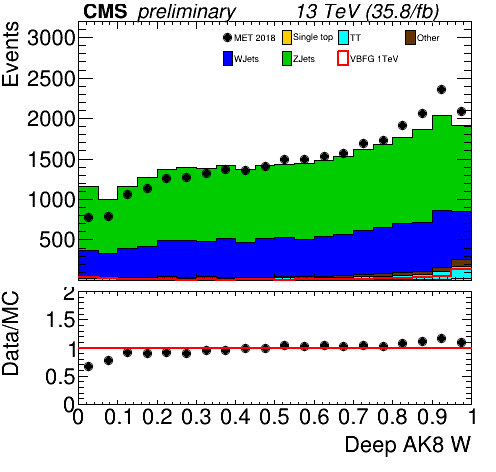 CMS preliminary 13 TeV (35.8/fb)
Events
3000
2500
2000
1500
1000
500
MET 2018 Single top TT Other
WJets ZJets VBFG 1TeV
Data/MC
2
1.5
1
0.5
0
0 0.1 0.2 0.3 0.4 0.5 0.6 0.7 0.8 0.9 1
Deep AK8 W